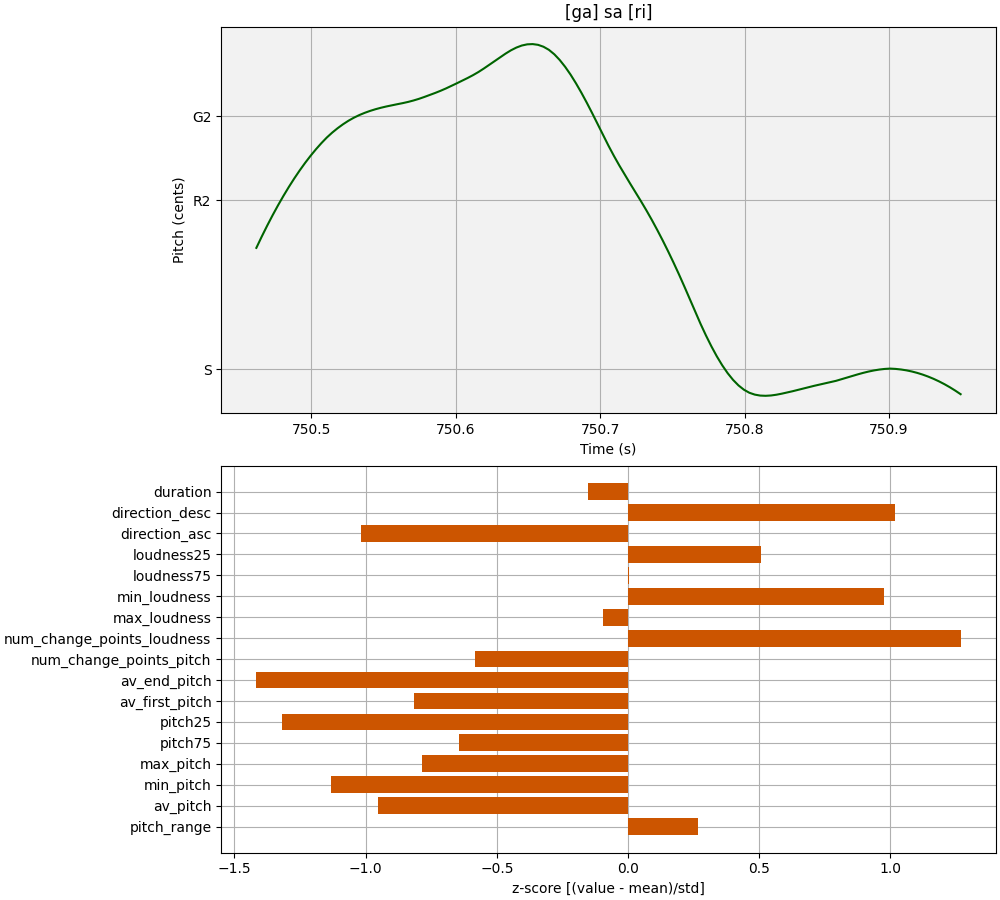 [ga] sa [ri]
G2
R2
S
Pitch (cents)
750.5 750.6 750.7 750.8 750.9
Time (s)
duration
direction_desc
direction_asc
loudness25
loudness75
min_loudness
max_loudness
num_change_points_loudness
num_change_points_pitch
av_end_pitch
av_first_pitch
pitch25
pitch75
max_pitch
min_pitch
av_pitch
pitch_range
−1.5 −1.0 −0.5 0.0 0.5 1.0
z-score [(value - mean)/std]